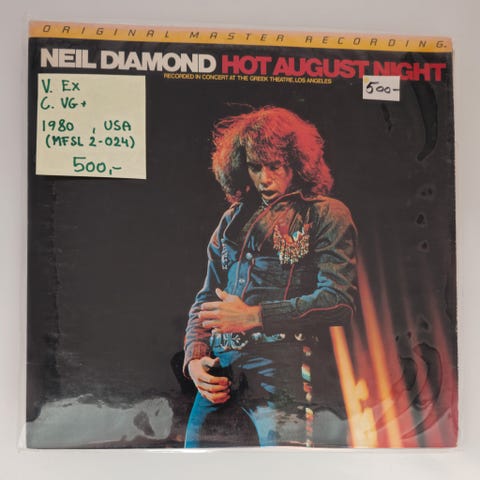 ORIGINAL MASTER RECORDING®
NEIL DIAMOND HOT AUGUST NIGHT
RECORDED IN CONCERT AT THE GREEK THEATRE, LOS ANGELES
500-
V. EX
C. VG+
1980, USA
(MFSL 2-024)
500,-